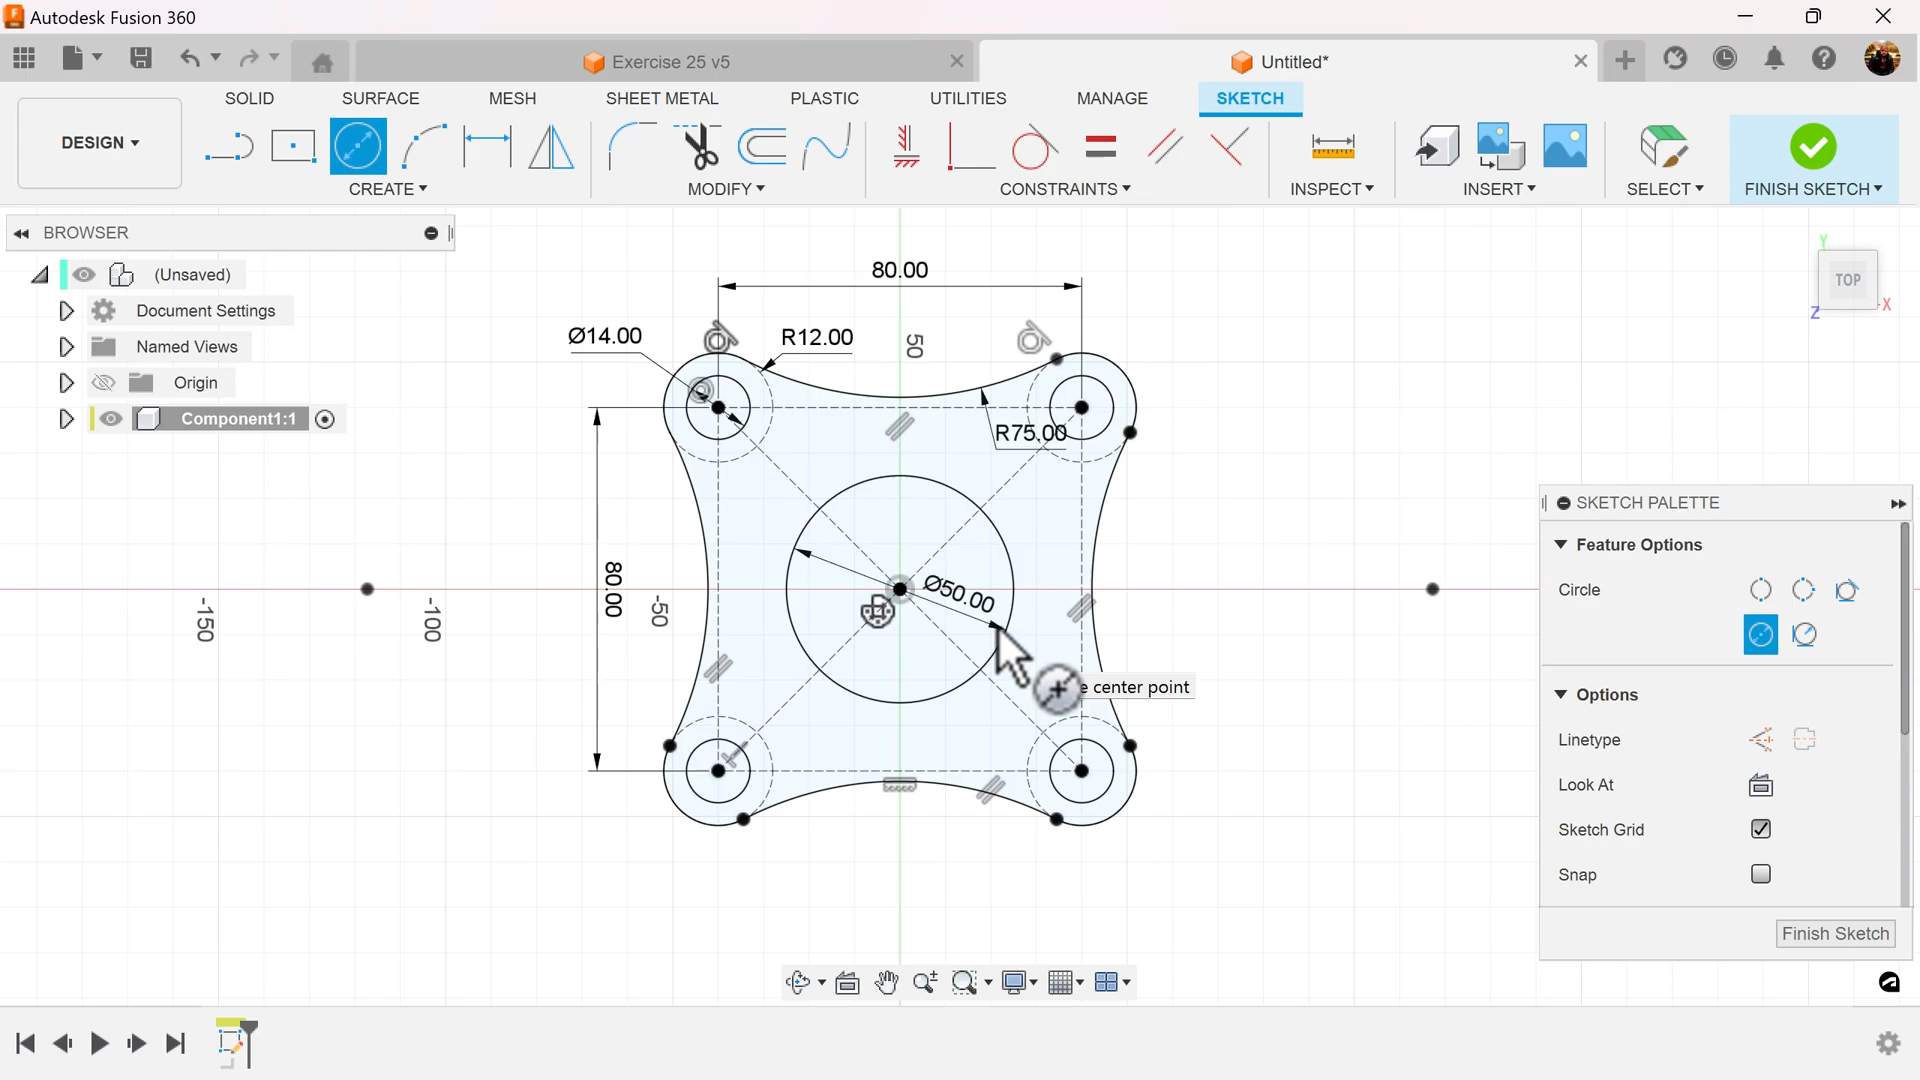 Autodesk Fusion 360
Exercise 25 v5
Untitled*
DESIGN
SOLID
SURFACE
MESH
SHEET METAL
PLASTIC
UTILITIES
MANAGE
SKETCH
CREATE
MODIFY
CONSTRAINTS
INSPECT
INSERT
SELECT
FINISH SKETCH
BROWSER
(Unsaved)
Document Settings
Named Views
Origin
Component1:1
80.00
Ø14.00
R12.00
50
R75.00
80.00
Ø50.00
-150
-100
-50
e center point
Y
TOP
Z
X
SKETCH PALETTE
Feature Options
Circle
Options
Linetype
Look At
Sketch Grid
Snap
Finish Sketch